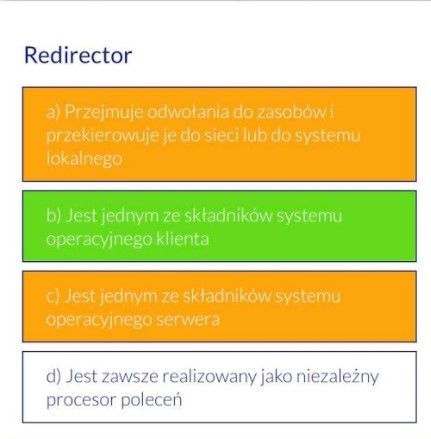 Redirector
a) Przejmuje odwołania do zasobów i
przekierowuje je do sieci lub do systemu
lokalnego
b) Jest jednym ze składników systemu
operacyjnego klienta
c) Jest jednym ze składników systemu
operacyjnego serwera
d) Jest zawsze realizowany jako niezależny
procesor poleceń